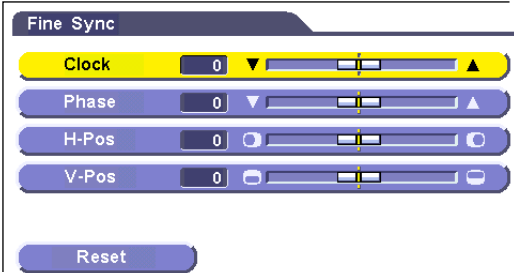 Fine Sync
Clock 0
Phase 0
H-Pos 0
V-Pos 0
Reset